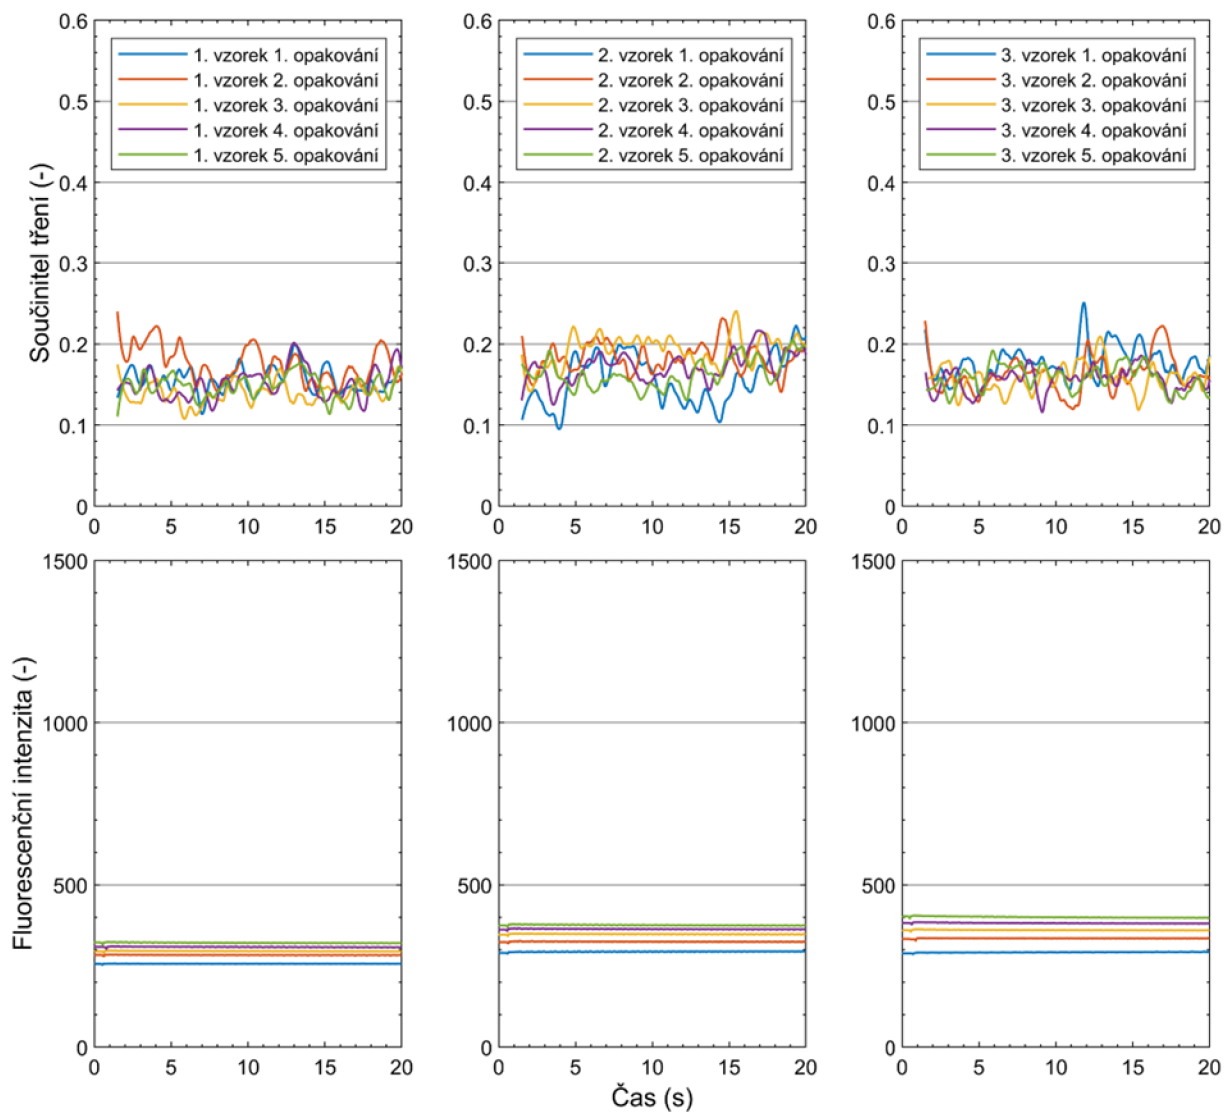 0.6
0.5
0.4
0.3
0.2
0.1
0
0 5 10 15 20
Součinitel tření (-)
1. vzorek 1. opakování
1. vzorek 2. opakování
1. vzorek 3. opakování
1. vzorek 4. opakování
1. vzorek 5. opakování
0.6
0.5
0.4
0.3
0.2
0.1
0
0 5 10 15 20
2. vzorek 1. opakování
2. vzorek 2. opakování
2. vzorek 3. opakování
2. vzorek 4. opakování
2. vzorek 5. opakování
0.6
0.5
0.4
0.3
0.2
0.1
0
0 5 10 15 20
3. vzorek 1. opakování
3. vzorek 2. opakování
3. vzorek 3. opakování
3. vzorek 4. opakování
3. vzorek 5. opakování
1500
1000
500
0
0 5 10 15 20
Fluorescenční intenzita (-)
1500
1000
500
0
0 5 10 15 20
Čas (s)
1500
1000
500
0
0 5 10 15 20